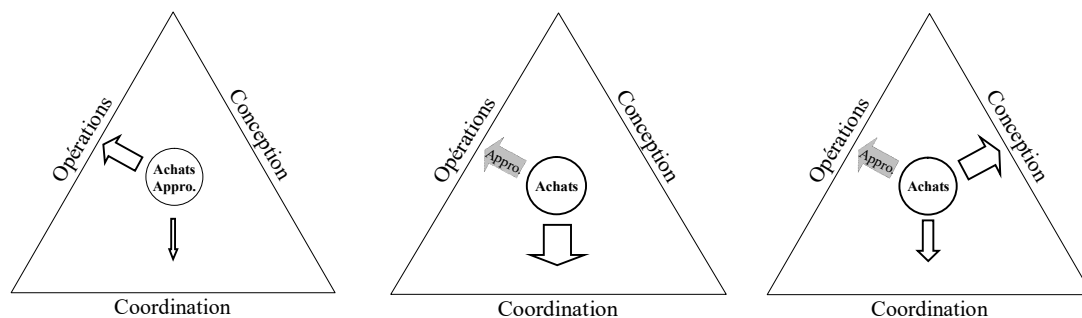 Opérations
Conception
Achats
Appro.
Coordination
Opérations
Conception
Appro.
Achats
Coordination
Opérations
Conception
Appro.
Achats
Coordination